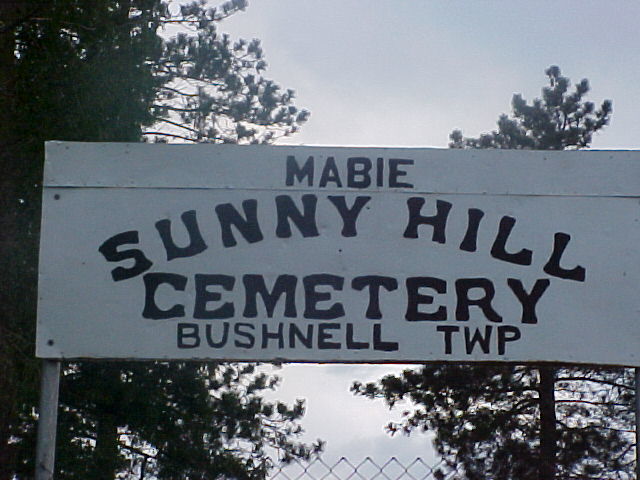 MABIE
SUNNY HILL
CEMETERY
BUSHNELL TWP